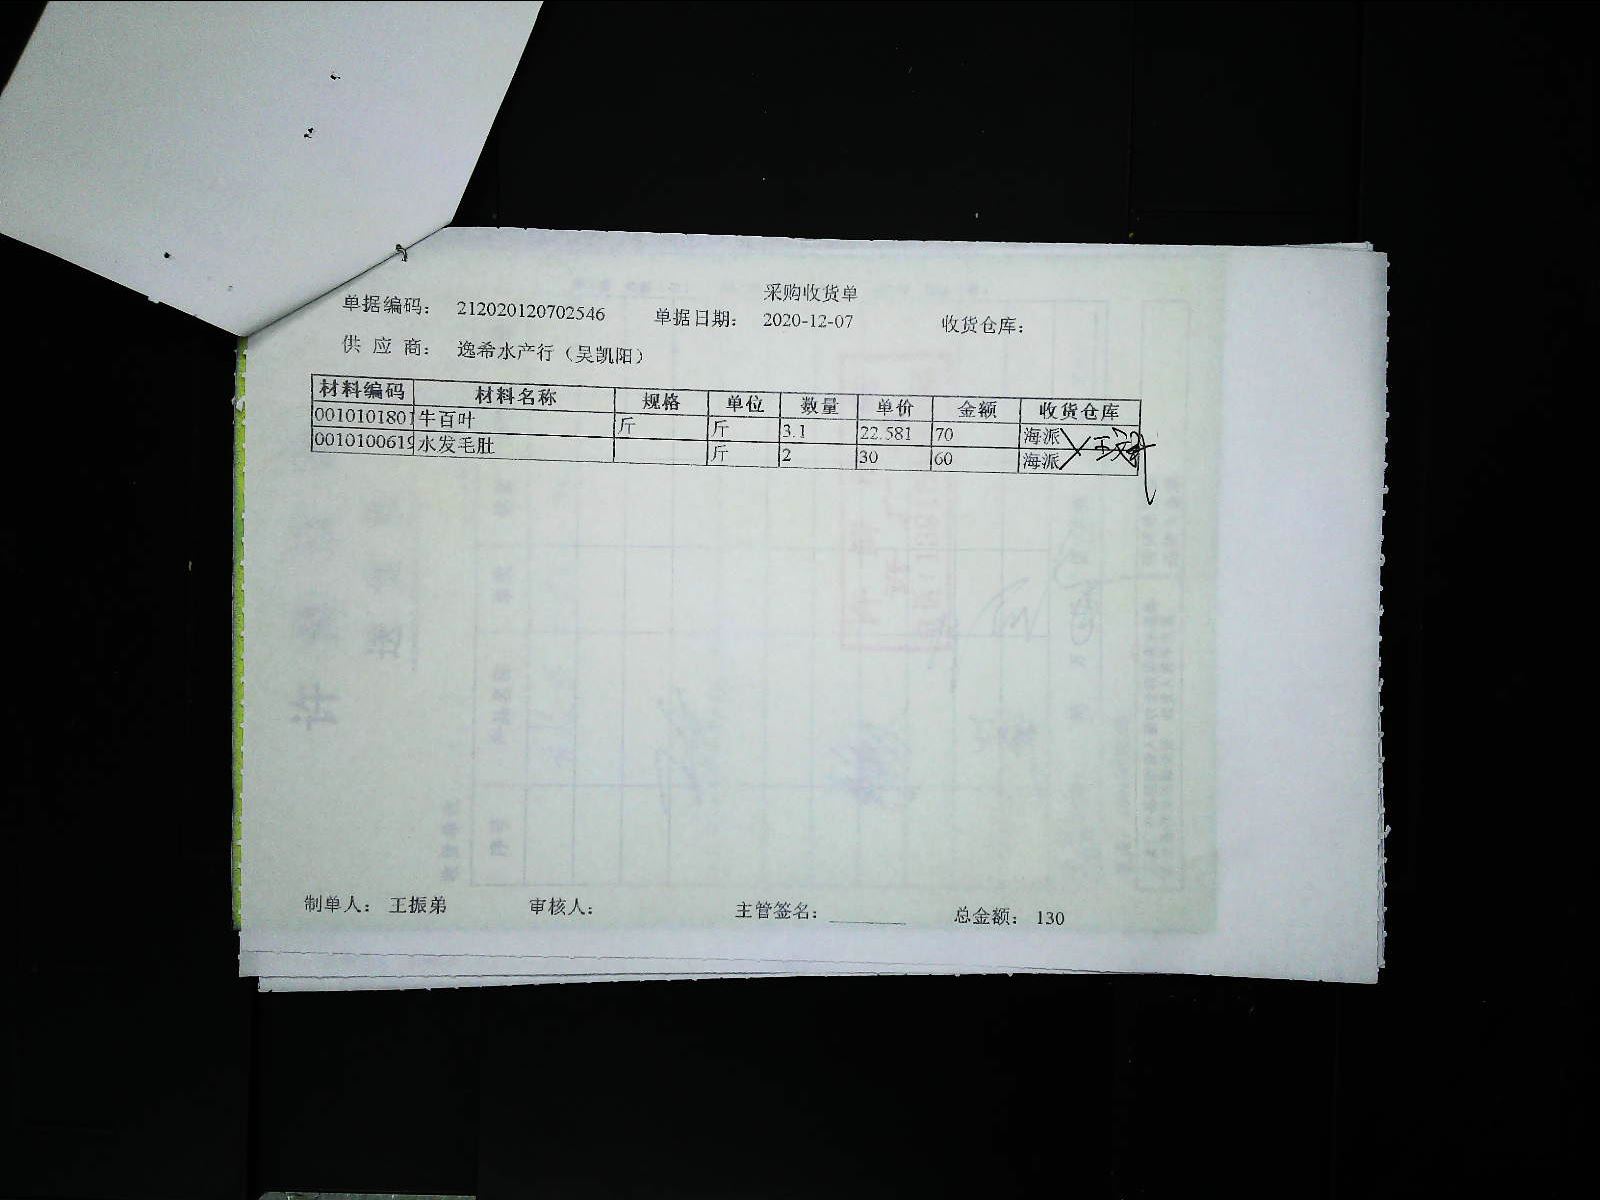 采购收货单
单据编码： 212020120702546 单据日期： 2020-12-07 收货仓库：
供 应 商： 逸希水产行（吴凯阳）
材料编码 材料名称 规格 单位 数量 单价 金额 收货仓库
0010101801 牛百叶 斤 斤 3.1 22.581 70 海派
0010100619 水发毛肚 斤 2 30 60 海派
制单人： 王振弟 审核人： 主管签名： 总金额： 130